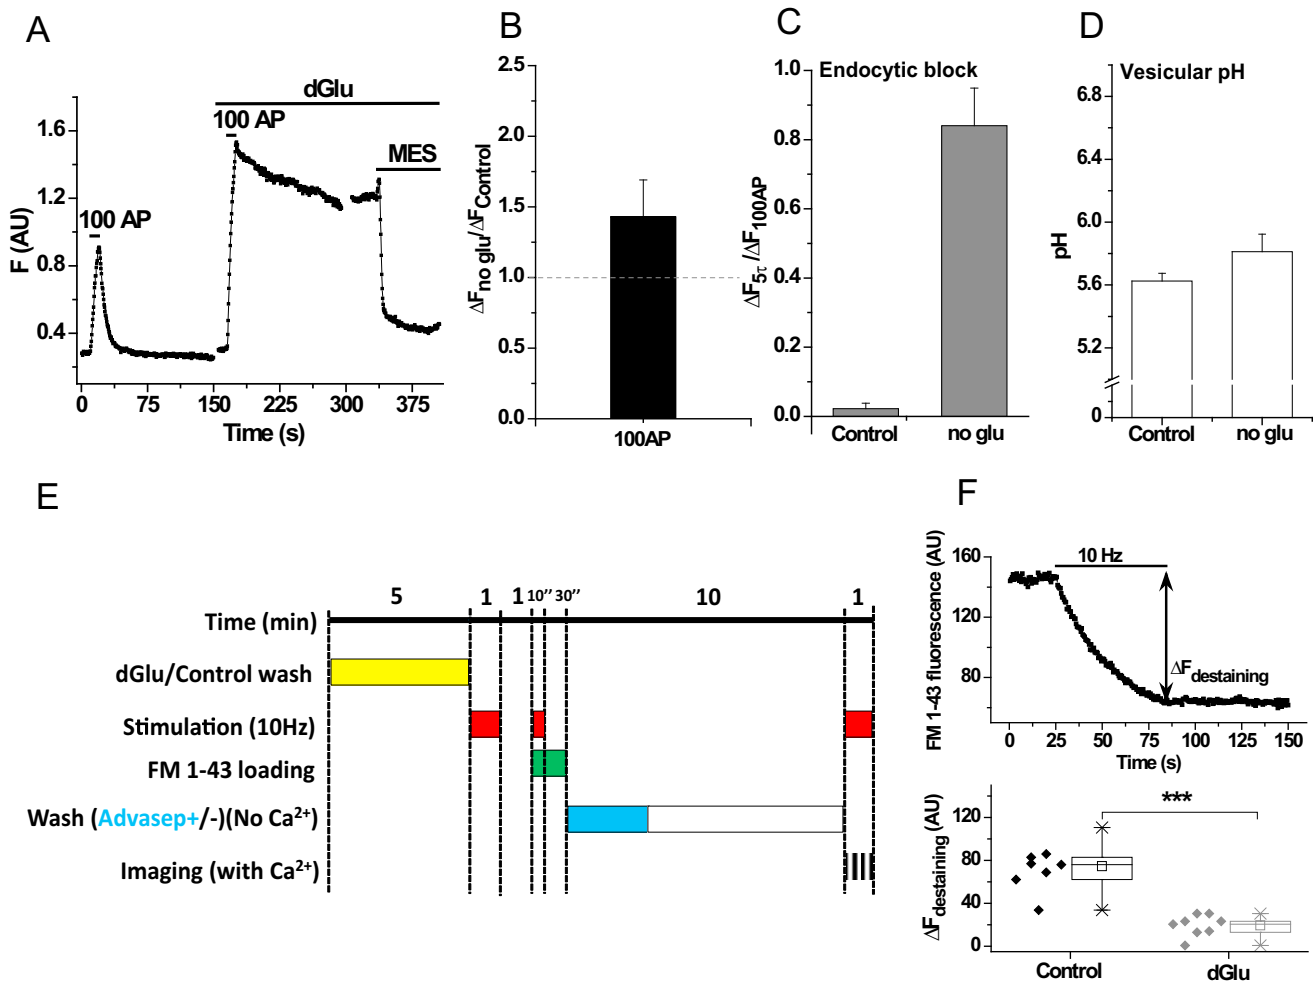 A
dGlu
100 AP
MES
100 AP
F (AU)
1.6
1.2
0.8
0.4
0 75 150 225 300 375
Time (s)
B
ΔFno glu/ΔFControl
2.5
2.0
1.5
1.0
0.5
0.0
100AP
C
Endocytic block
ΔF5τ/ΔF100AP
1.0
0.8
0.6
0.4
0.2
0.0
Control no glu
D
Vesicular pH
pH
6.8
6.4
6.0
5.6
5.2
0
Control no glu
E
5 1 1 10'' 30'' 10 1
Time (min)
dGlu/Control wash
Stimulation (10Hz)
FM 1-43 loading
Wash (Advasep+/-)(No Ca²⁺)
Imaging (with Ca²⁺)
F
FM 1-43 fluorescence (AU)
160
120
80
10 Hz
ΔFdestaining
0 25 50 75 100 125 150
Time (s)
ΔFdestaining (AU)
120
80
40
0
***
Control dGlu